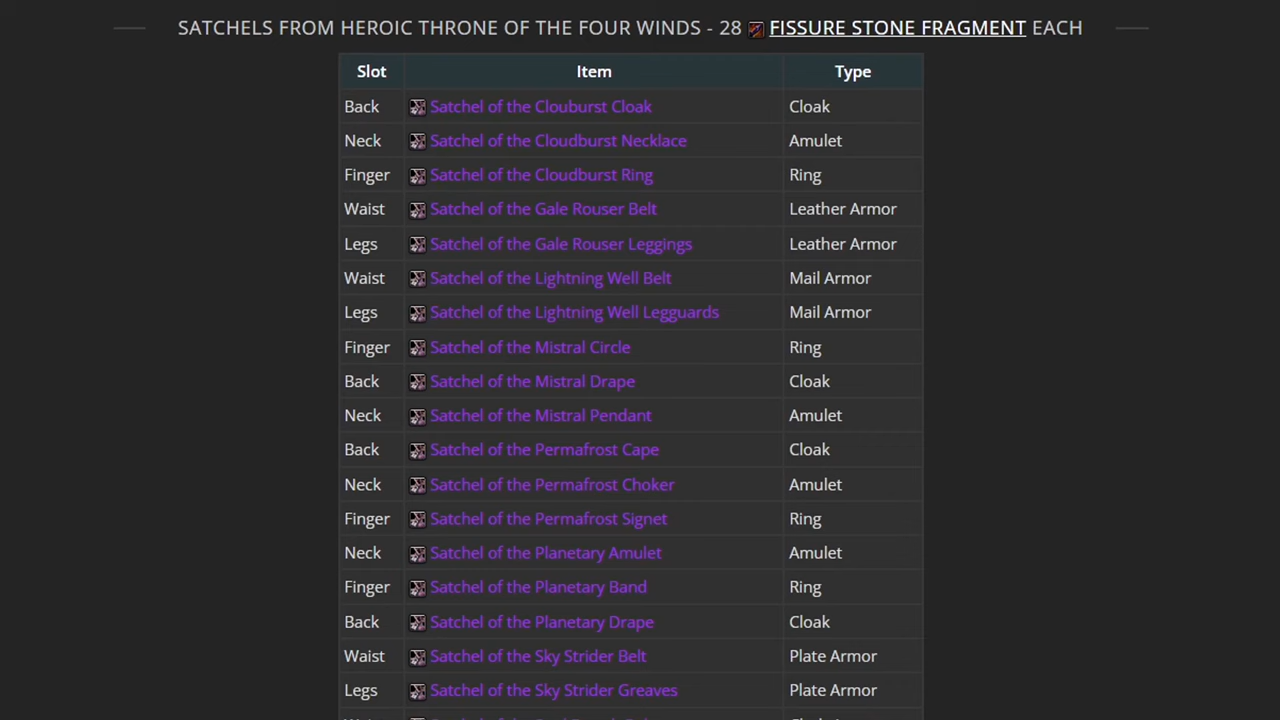 SATCHELS FROM HEROIC THRONE OF THE FOUR WINDS - 28 FISSURE STONE FRAGMENT EACH
Slot Item Type
Back Satchel of the Clouburst Cloak Cloak
Neck Satchel of the Cloudburst Necklace Amulet
Finger Satchel of the Cloudburst Ring Ring
Waist Satchel of the Gale Rouser Belt Leather Armor
Legs Satchel of the Gale Rouser Leggings Leather Armor
Waist Satchel of the Lightning Well Belt Mail Armor
Legs Satchel of the Lightning Well Legguards Mail Armor
Finger Satchel of the Mistral Circle Ring
Back Satchel of the Mistral Drape Cloak
Neck Satchel of the Mistral Pendant Amulet
Back Satchel of the Permafrost Cape Cloak
Neck Satchel of the Permafrost Choker Amulet
Finger Satchel of the Permafrost Signet Ring
Neck Satchel of the Planetary Amulet Amulet
Finger Satchel of the Planetary Band Ring
Back Satchel of the Planetary Drape Cloak
Waist Satchel of the Sky Strider Belt Plate Armor
Legs Satchel of the Sky Strider Greaves Plate Armor